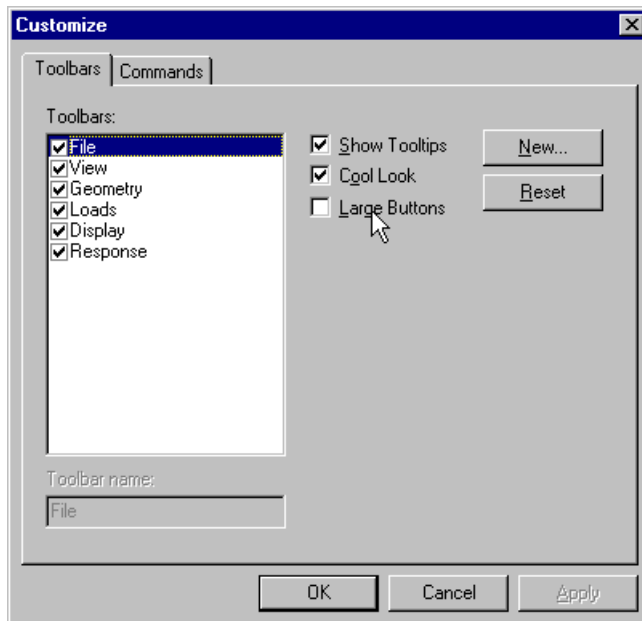 Customize
Toolbars
Commands
Toolbars:
File
View
Geometry
Loads
Display
Response
Show Tooltips
Cool Look
Large Buttons
New...
Reset
Toolbar name:
File
OK
Cancel
Apply